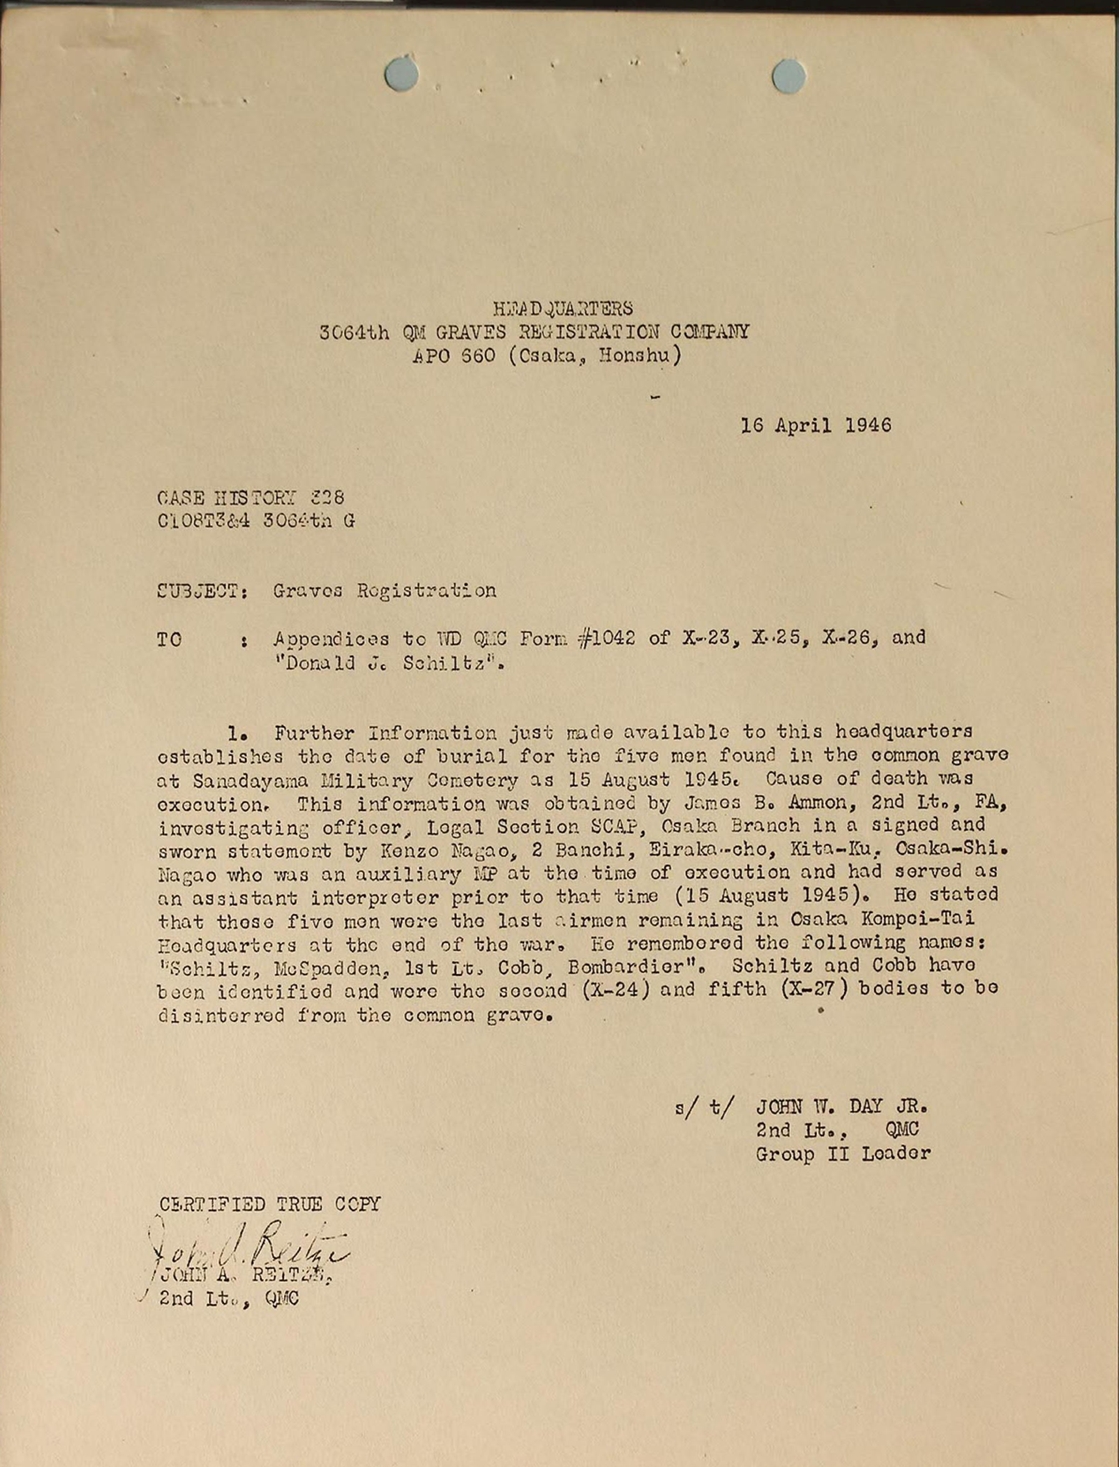 HEADQUARTERS
3064th QM GRAVES REGISTRATION COMPANY
APO 660 (Osaka, Honshu)
16 April 1946
CASE HISTORY 328
C108T3&4 3064th G
SUBJECT: Graves Registration
TO : Appendices to WD QMC Form #1042 of X-23, X-25, X-26, and
"Donald J. Schiltz".
1. Further Information just made available to this headquarters
establishes the date of burial for the five men found in the common grave
at Sanadayama Military Cemetery as 15 August 1945. Cause of death was
execution. This information was obtained by James B. Ammon, 2nd Lt., FA,
investigating officer, Legal Section SCAP, Osaka Branch in a signed and
sworn statement by Kenzo Nagao, 2 Banchi, Eiraka-cho, Kita-Ku, Osaka-Shi.
Nagao who was an auxiliary MP at the time of execution and had served as
an assistant interpreter prior to that time (15 August 1945). He stated
that these five men were the last airmen remaining in Osaka Kempei-Tai
Headquarters at the end of the war. He remembered the following names:
"Schiltz, McSpadden, 1st Lt. Cobb, Bombardier". Schiltz and Cobb have
been identified and were the second (X-24) and fifth (X-27) bodies to be
disinterred from the common grave.
s/ t/ JOHN W. DAY JR.
2nd Lt., QMC
Group II Leader
CERTIFIED TRUE COPY
John A. Reitze
JOHN A. REITZE,
2nd Lt., QMC